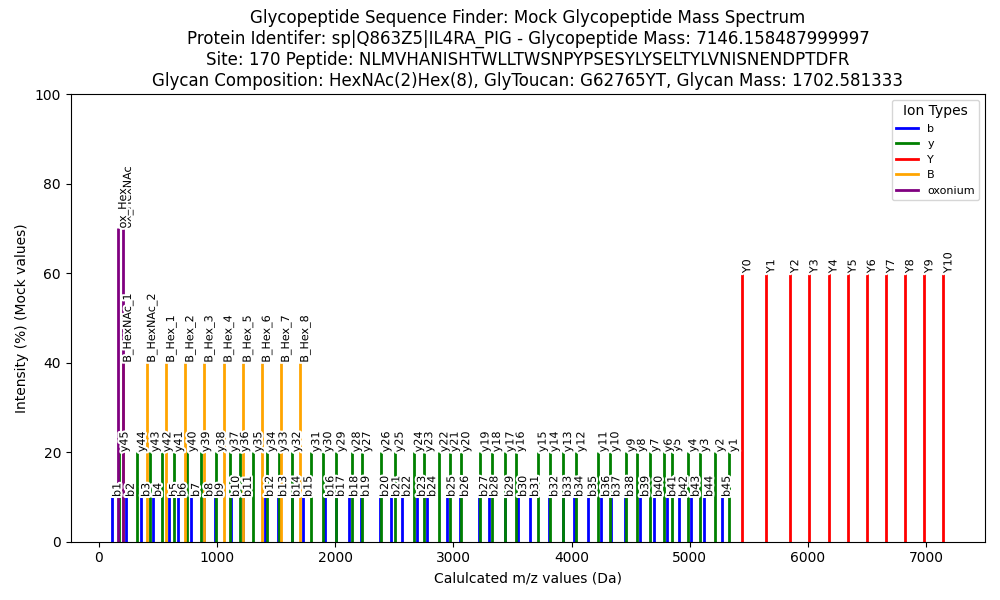 Glycopeptide Sequence Finder: Mock Glycopeptide Mass Spectrum
Protein Identifer: sp|Q863Z5|IL4RA_PIG - Glycopeptide Mass: 7146.158487999997
Site: 170 Peptide: NLMVHANISHTWLLTWSNPYPSESYLYSELTYLVNISNENDPTDFR
Glycan Composition: HexNAc(2)Hex(8), GlyToucan: G62765YT, Glycan Mass: 1702.581333
Intensity (%) (Mock values)
100
80
60
40
20
0
Ion Types
b
y
Y
B
oxonium
ox_Hex
ox_HexNAc
Y0
Y1
Y2
Y3
Y4
Y5
Y6
Y7
Y8
Y9
Y10
B_HexNAc_1
B_HexNAc_2
B_Hex_1
B_Hex_2
B_Hex_3
B_Hex_4
B_Hex_5
B_Hex_6
B_Hex_7
B_Hex_8
y45
y44
y43
y42
y41
y40
y39
y38
y37
y36
y35
y34
y33
y32
y31
y30
y29
y28
y27
y26
y25
y24
y23
y22
y21
y20
y19
y18
y17
y16
y15
y14
y13
y12
y11
y10
y9
y8
y7
y6
y5
y4
y3
y2
y1
b1
b2
b3
b4
b5
b6
b7
b8
b9
b10
b11
b12
b13
b14
b15
b16
b17
b18
b19
b20
b21
b22
b23
b24
b25
b26
b27
b28
b29
b30
b31
b32
b33
b34
b35
b36
b37
b38
b39
b40
b41
b42
b43
b44
b45
0
1000
2000
3000
4000
5000
6000
7000
Calulcated m/z values (Da)